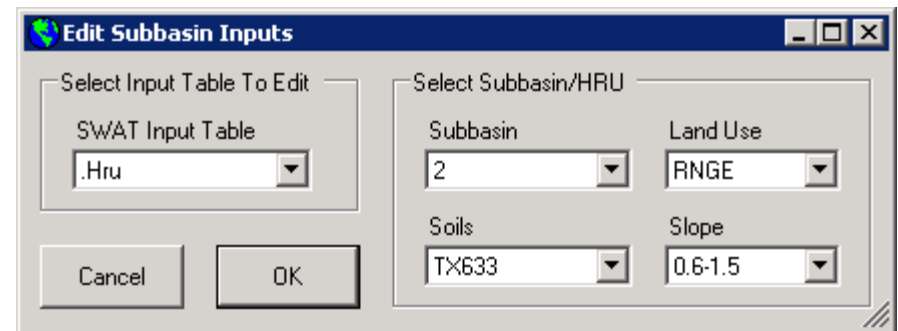 Edit Subbasin Inputs
Select Input Table To Edit
SWAT Input Table
.Hru
Cancel
OK
Select Subbasin/HRU
Subbasin
Land Use
2
RNGE
Soils
Slope
TX633
0.6-1.5